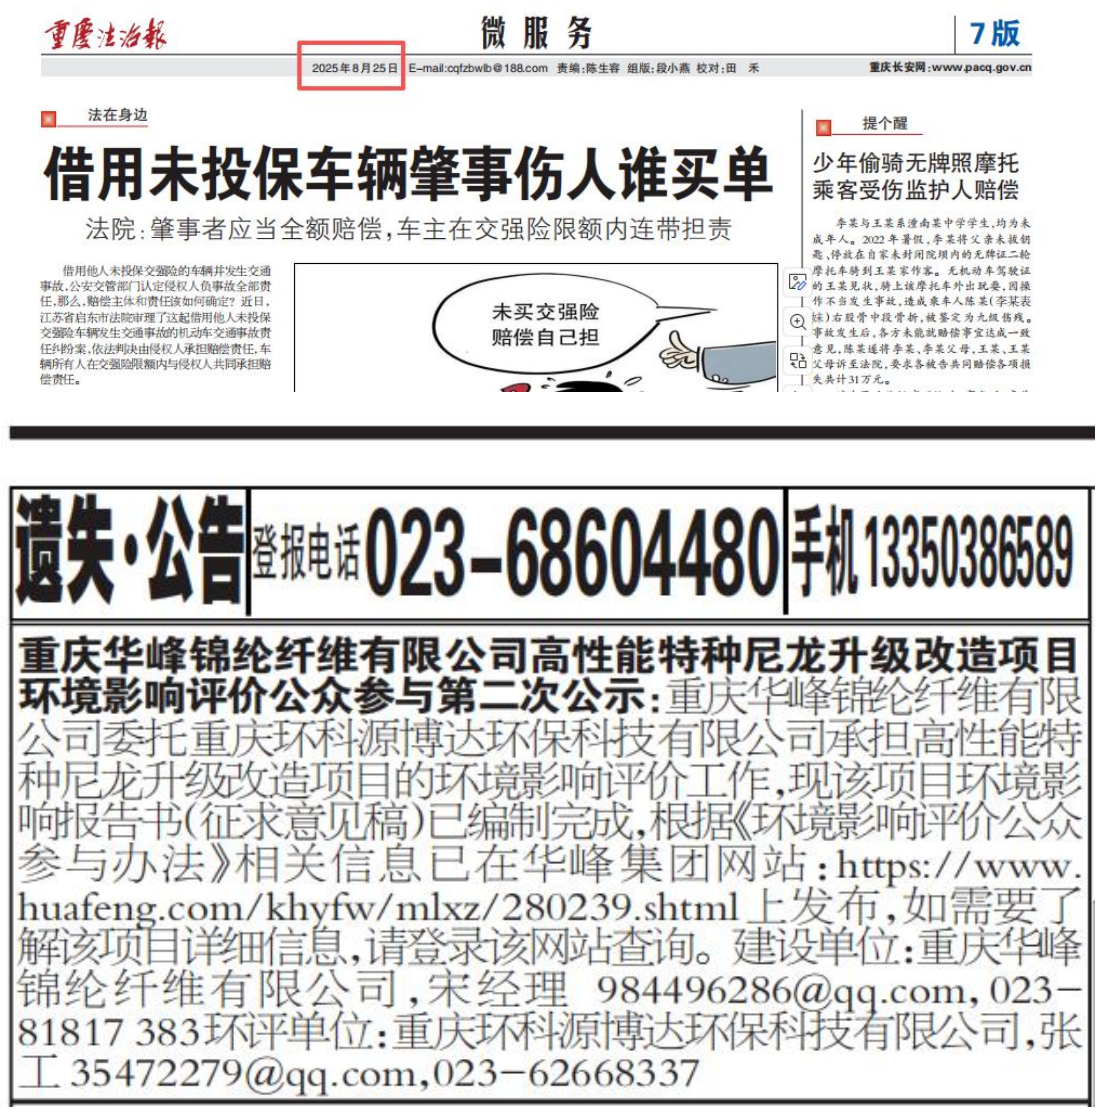 重庆法治报
微服务
7版
2025年8月25日 E-mail:cqfzbwlb@188.com 责编:陈生容 组版:段小燕 校对:田 禾
重庆长安网:www.pacq.gov.cn
法在身边
借用未投保车辆肇事伤人谁买单
法院:肇事者应当全额赔偿,车主在交强险限额内连带担责
借用他人未投保交强险的车辆并发生交通
事故,公安交管部门认定侵权人负事故全部责
任,那么,赔偿主体和责任该如何确定?近日,
江苏省启东市法院审理了这起借用他人未投保
交强险车辆发生交通事故的机动车交通事故责
任纠纷案,依法判决由侵权人承担赔偿责任,车
辆所有人在交强险限额内与侵权人共同承担赔
偿责任。
未买交强险
赔偿自己担
提个醒
少年偷骑无牌照摩托
乘客受伤监护人赔偿
李某与王某系潼南某中学学生,均为未
成年人。2022年暑假,李某将父亲未拔钥
匙、停放在自家未封闭院坝内的无牌证二轮
摩托车骑到王某家作客。无机动车驾驶证
的王某见状,骑上该摩托车外出玩耍,因操
作不当发生事故,造成乘车人陈某(李某表
妹)右股骨中段骨折,被鉴定为九级伤残。
事故发生后,各方未能就赔偿事宜达成一致
意见,陈某遂将李某、李某父母,王某、王某
父母诉至法院,要求各被告共同赔偿各项损
失共计31万元。
遗失·公告
登报电话023-68604480
手机13350386589
重庆华峰锦纶纤维有限公司高性能特种尼龙升级改造项目
环境影响评价公众参与第二次公示:重庆华峰锦纶纤维有限
公司委托重庆环科源博达环保科技有限公司承担高性能特
种尼龙升级改造项目的环境影响评价工作,现该项目环境影
响报告书(征求意见稿)已编制完成,根据《环境影响评价公众
参与办法》相关信息已在华峰集团网站:https://www.
huafeng.com/khyfw/mlxz/280239.shtml上发布,如需要了
解该项目详细信息,请登录该网站查询。建设单位:重庆华峰
锦纶纤维有限公司,宋经理 984496286@qq.com, 023-
81817 383环评单位:重庆环科源博达环保科技有限公司,张
工 35472279@qq.com,023-62668337